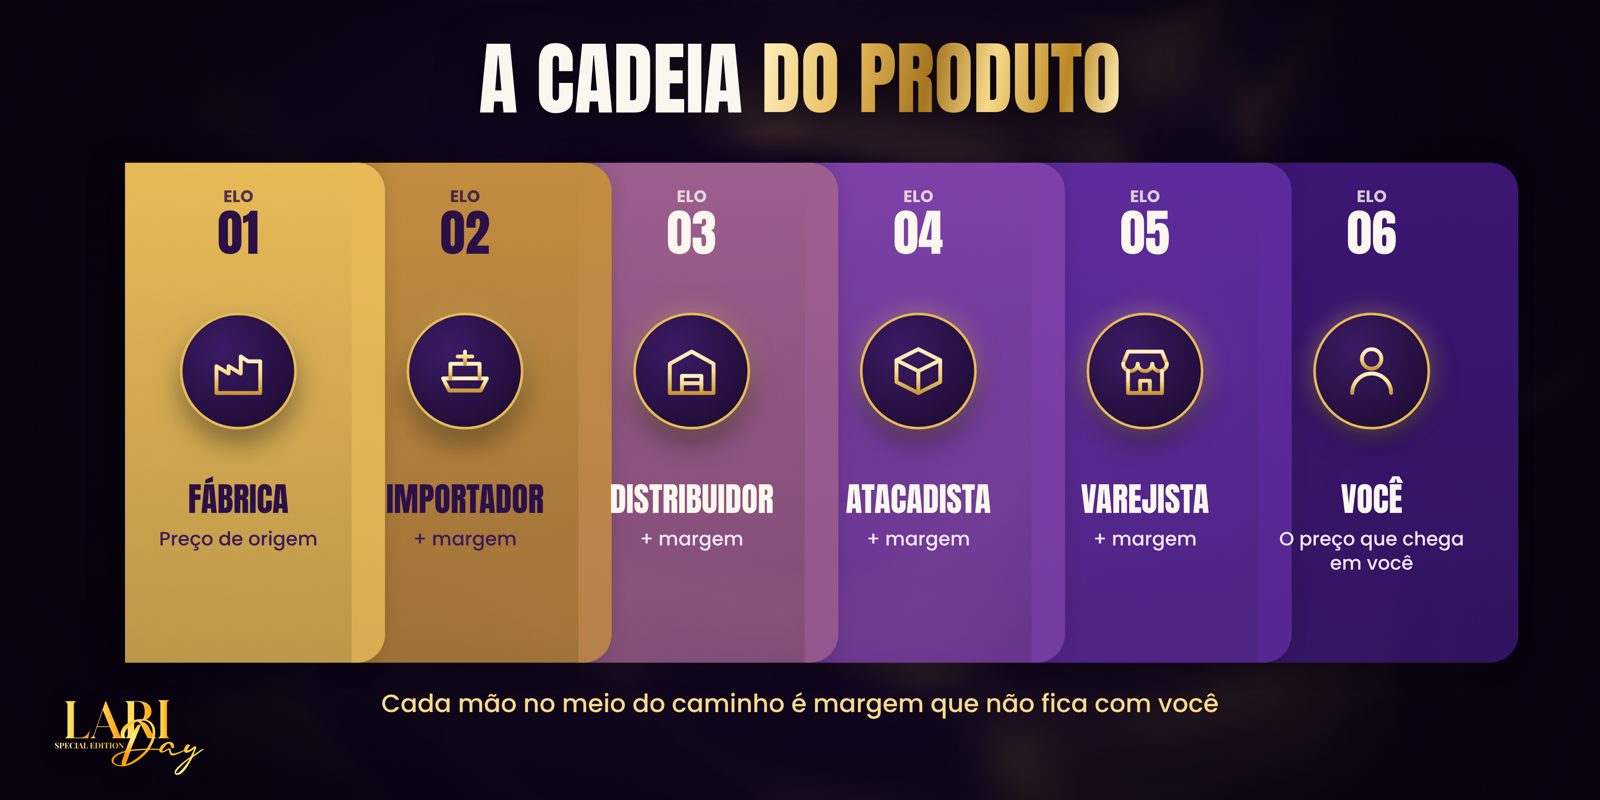 A CADEIA DO PRODUTO
ELO
01
FÁBRICA
Preço de origem
ELO
02
IMPORTADOR
+ margem
ELO
03
DISTRIBUIDOR
+ margem
ELO
04
ATACADISTA
+ margem
ELO
05
VAREJISTA
+ margem
ELO
06
VOCÊ
O preço que chega
em você
Cada mão no meio do caminho é margem que não fica com você
LARI
SPECIAL EDITION
Day